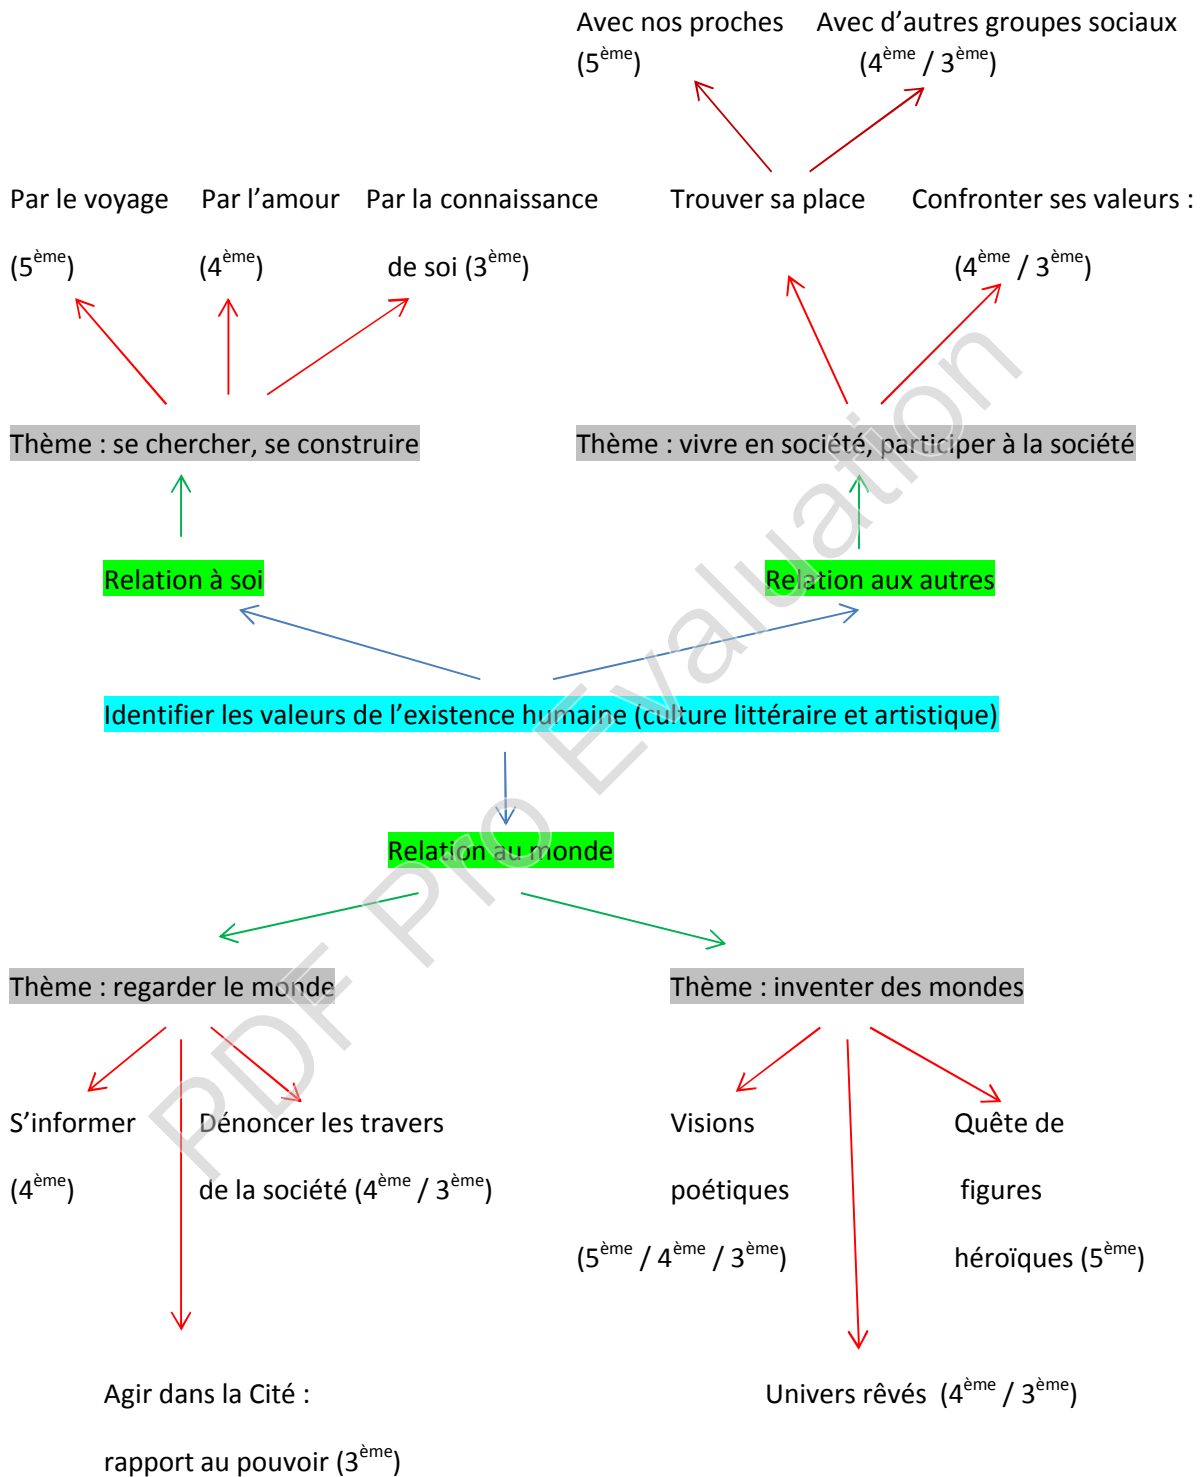 Avec nos proches Avec d'autres groupes sociaux
(5ème) (4ème / 3ème)
Par le voyage Par l'amour Par la connaissance Trouver sa place Confronter ses valeurs :
(5ème) (4ème) de soi (3ème) (4ème / 3ème)
Thème : se chercher, se construire Thème : vivre en société, participer à la société
Relation à soi Relation aux autres
Identifier les valeurs de l'existence humaine (culture littéraire et artistique)
Relation au monde
Thème : regarder le monde Thème : inventer des mondes
S'informer Dénoncer les travers Visions Quête de
(4ème) de la société (4ème / 3ème) poétiques figures
(5ème / 4ème / 3ème) héroïques (5ème)
Agir dans la Cité : Univers rêvés (4ème / 3ème)
rapport au pouvoir (3ème)
PDF Pro Evaluation